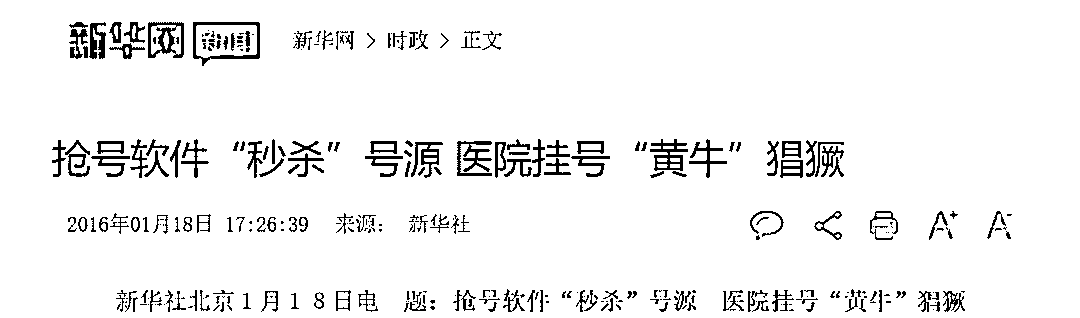 新华网 新闻 新华网 > 时政 > 正文
抢号软件“秒杀”号源 医院挂号“黄牛”猖獗
2016年01月18日 17:26:39 来源： 新华社
A+ A-
新华社北京１月１８日电　题：抢号软件“秒杀”号源　医院挂号“黄牛”猖獗